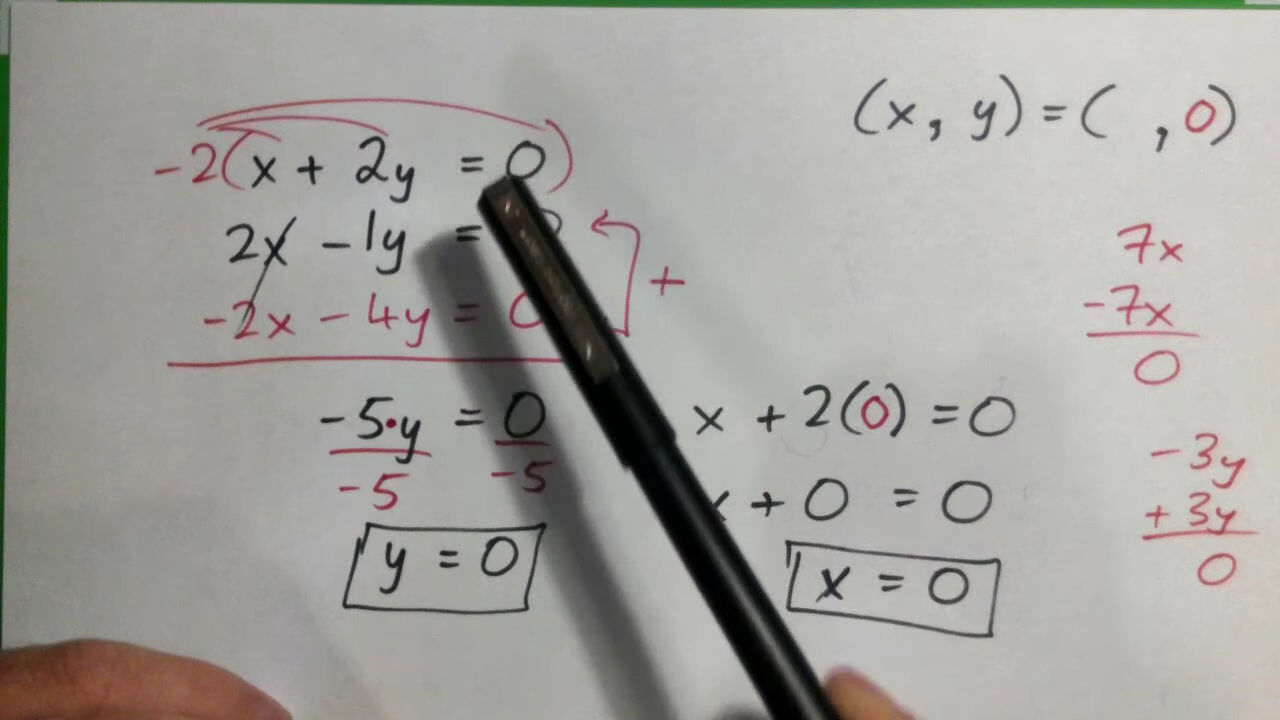 (x, y) = ( , 0)
-2(x + 2y = 0)
2x - 1y =
-2x - 4y = 0
+
-5·y = 0
-5 -5
y = 0
x + 2(0) = 0
+ 0 = 0
x = 0
7x
-7x
0
-3y
+3y
0